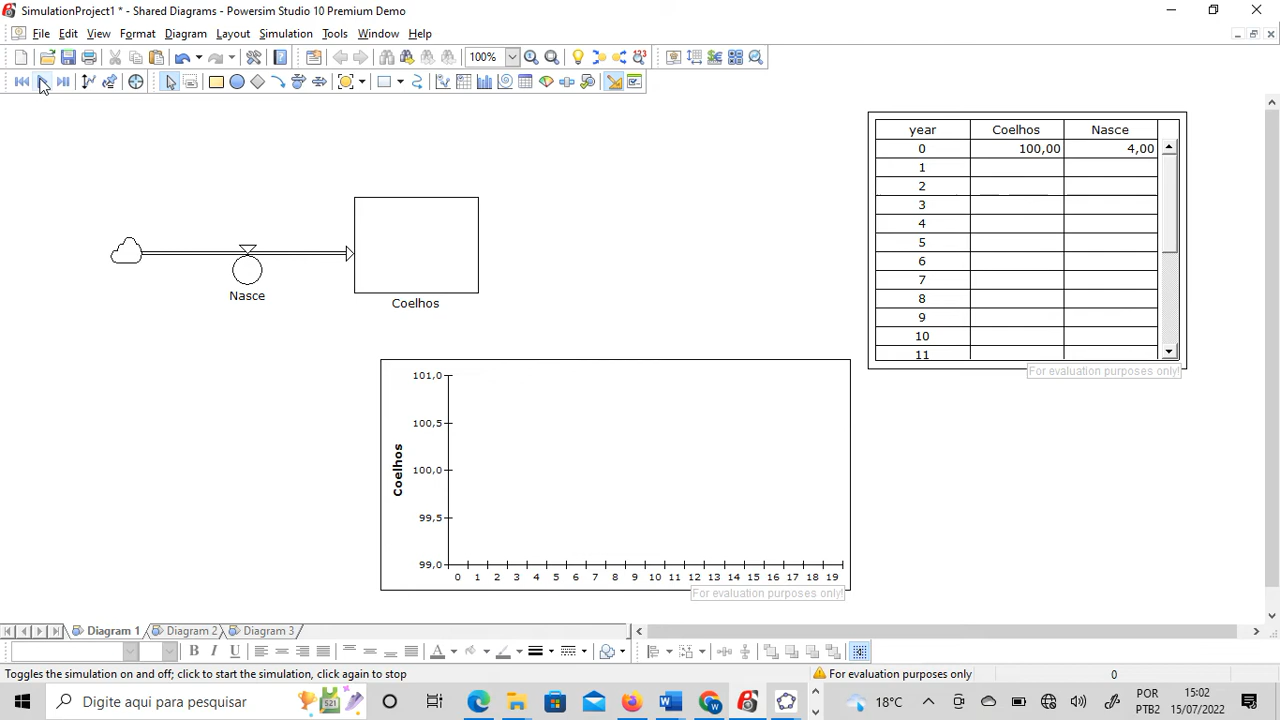 SimulationProject1 * - Shared Diagrams - Powersim Studio 10 Premium Demo
File Edit View Format Diagram Layout Simulation Tools Window Help
100%
123
year Coelhos Nasce
0 100,00 4,00
1
2
3
4
5
6
7
8
9
10
11
For evaluation purposes only!
Nasce
Coelhos
101,0
100,5
100,0
99,5
99,0
Coelhos
0 1 2 3 4 5 6 7 8 9 10 11 12 13 14 15 16 17 18 19
For evaluation purposes only!
Diagram 1 Diagram 2 Diagram 3
B I U A
Toggles the simulation on and off; click to start the simulation, click again to stop For evaluation purposes only 0
Digite aqui para pesquisar 521 18°C POR 15:02
PTB2 15/07/2022